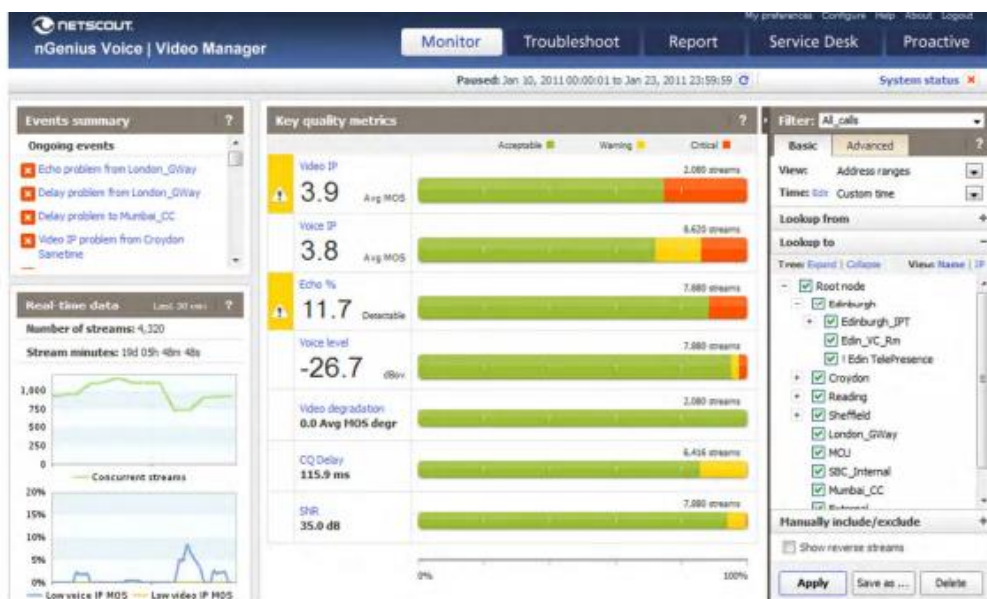 My preferences Configure Help About Logout
NETSCOUT.
nGenius Voice | Video Manager
Monitor
Troubleshoot
Report
Service Desk
Proactive
Paused: Jan 10, 2011 00:00:01 to Jan 23, 2011 23:59:59
System status
Events summary ?
Ongoing events
Echo problem from London_GWay
Delay problem from London_GWay
Delay problem to Mumbai_CC
Video IP problem from Croydon
Sametime
Real-time data Last 30 min ?
Number of streams: 4,320
Stream minutes: 19d 05h 48m 48s
1,000
750
500
250
0
Concurrent streams
20%
15%
10%
5%
0%
Low voice IP MOS
Low video IP MOS
Key quality metrics ?
Acceptable
Warning
Critical
Video IP
2,080 streams
3.9 Avg MOS
Voice IP
8,620 streams
3.8 Avg MOS
Echo %
7,880 streams
11.7 Detectable
Voice level
7,980 streams
-26.7 dBov
Video degradation
2,080 streams
0.0 Avg MOS degr
CQ Delay
6,416 streams
115.9 ms
SNR
35.0 dB
0%
100%
Filter: All_calls
Basic
Advanced
?
View: Address ranges
Time: Edit Custom time
Lookup from +
Lookup to -
Tree: Expand | Collapse View: Name | IP
Root node
Edinburgh
Edinburgh_IPT
Edin_VC_Rm
! Edin TelePresence
Croydon
Reading
Sheffield
London_GWay
MCU
SBC_Internal
Mumbai_CC
External
Manually include/exclude +
Show reverse streams
Apply
Save as ...
Delete